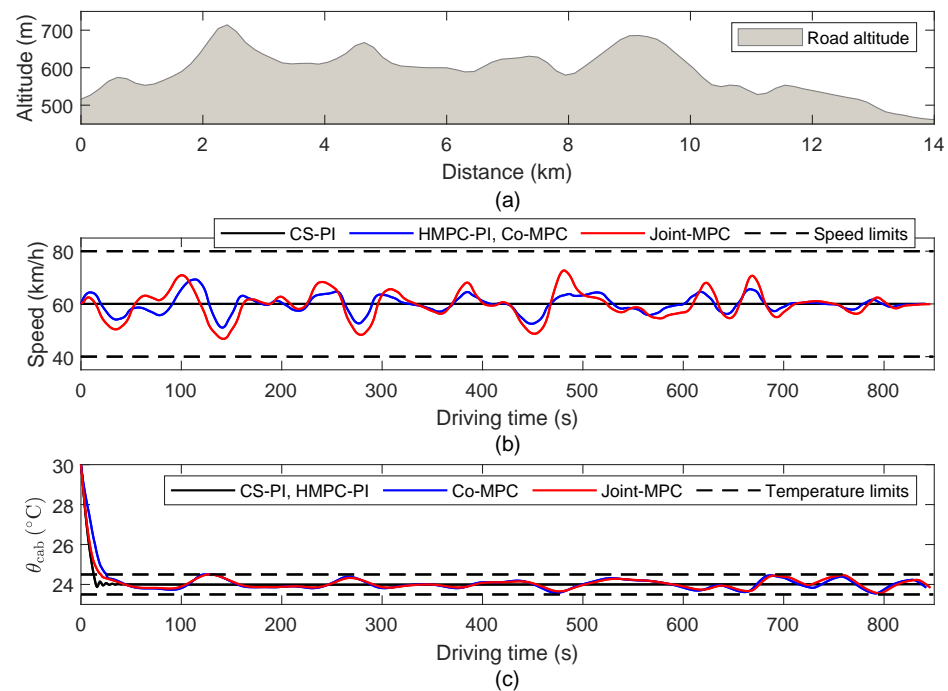 Altitude (m)
700
600
500
Road altitude
0 2 4 6 8 10 12 14
Distance (km)
(a)
CS-PI HMPC-PI, Co-MPC Joint-MPC Speed limits
Speed (km/h)
80
60
40
0 100 200 300 400 500 600 700 800
Driving time (s)
(b)
θcab (°C)
30
28
26
24
CS-PI, HMPC-PI Co-MPC Joint-MPC Temperature limits
0 100 200 300 400 500 600 700 800
Driving time (s)
(c)